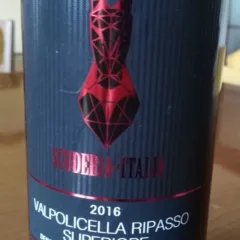 SCUDERIA-ITALIA
2016
VALPOLICELLA RIPASSO
SUPERIORE